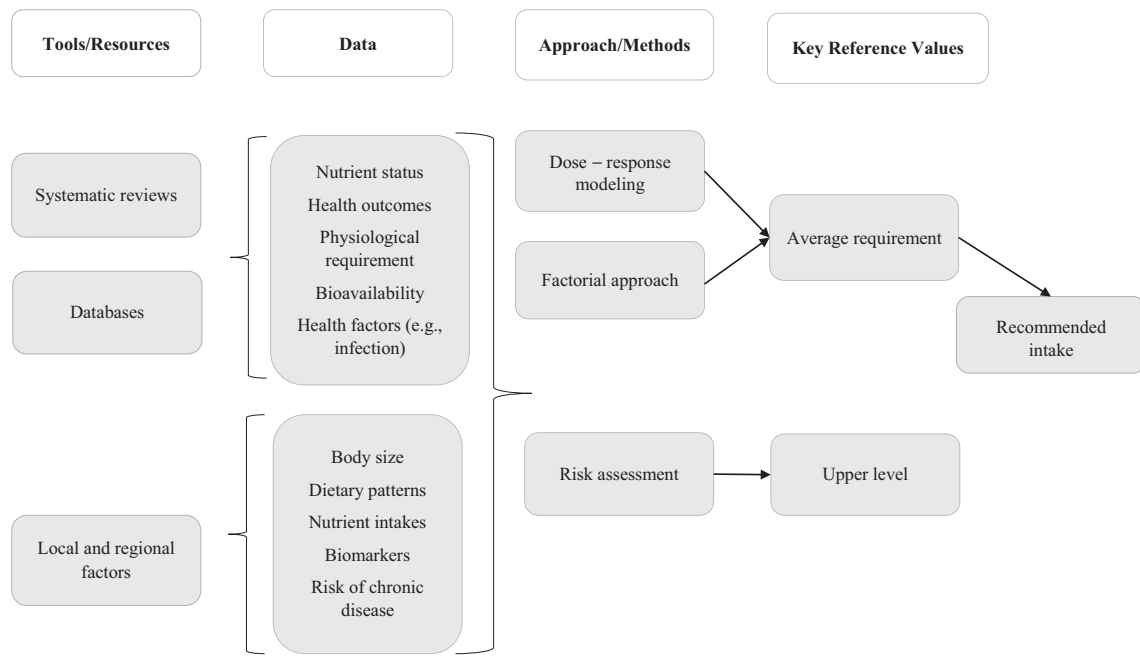 Tools/Resources
Data
Approach/Methods
Key Reference Values
Systematic reviews
Databases
Local and regional
factors
Nutrient status
Health outcomes
Physiological
requirement
Bioavailability
Health factors (e.g.,
infection)
Body size
Dietary patterns
Nutrient intakes
Biomarkers
Risk of chronic
disease
Dose – response
modeling
Factorial approach
Risk assessment
Average requirement
Recommended
intake
Upper level